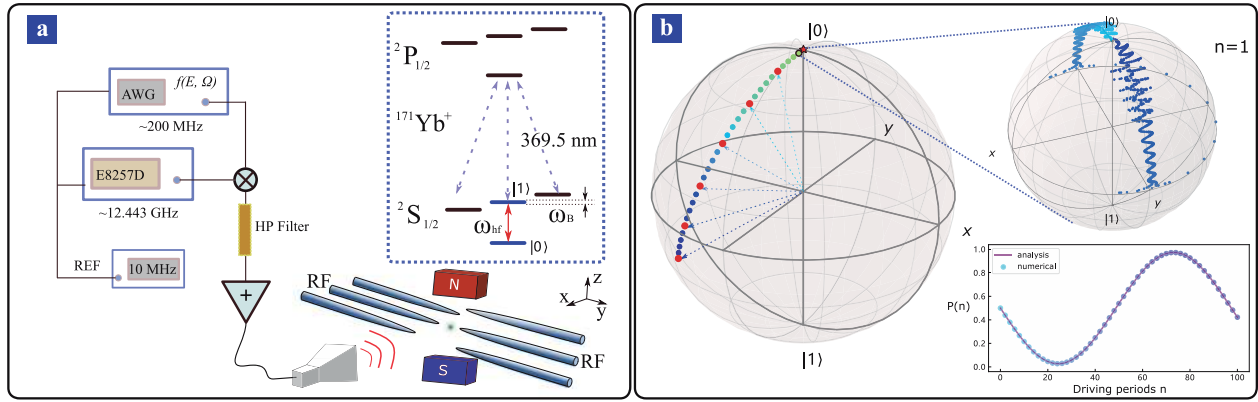 a
AWG
f(E, Ω)
~200 MHz
E8257D
~12.443 GHz
HP Filter
REF
10 MHz
+
²P₁/₂
¹⁷¹Yb⁺
369.5 nm
²S₁/₂
|1⟩
ω_hf
ω_B
|0⟩
RF
N
S
RF
z
x
y
b
|0⟩
y
x
|1⟩
|0⟩
n=1
x
y
|1⟩
analysis
numerical
P(n)
1.0
0.8
0.6
0.4
0.2
0.0
0 20 40 60 80 100
Driving periods n